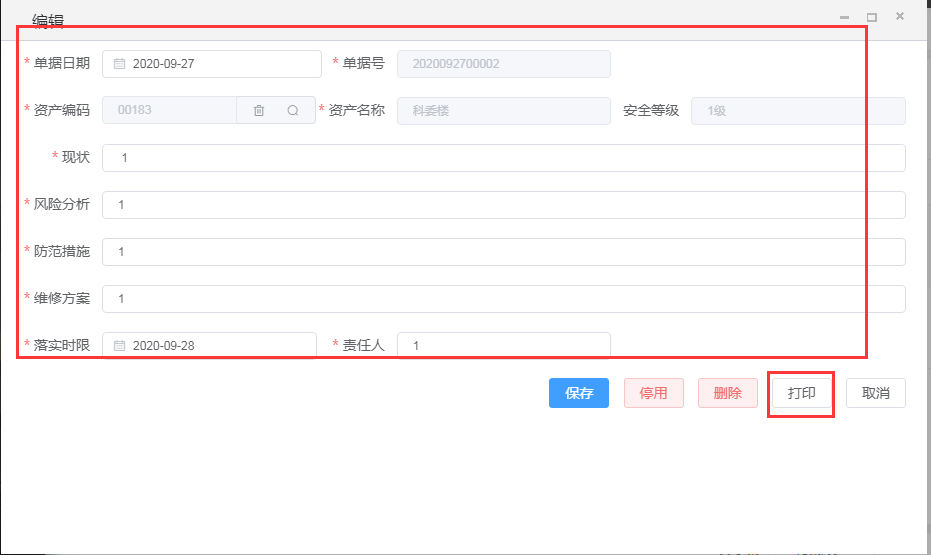 编辑
* 单据日期 2020-09-27 * 单据号 2020092700002
* 资产编码 00183 * 资产名称 科委楼 安全等级 1级
* 现状 1
* 风险分析 1
* 防范措施 1
* 维修方案 1
* 落实时限 2020-09-28 * 责任人 1
保存 停用 删除 打印 取消